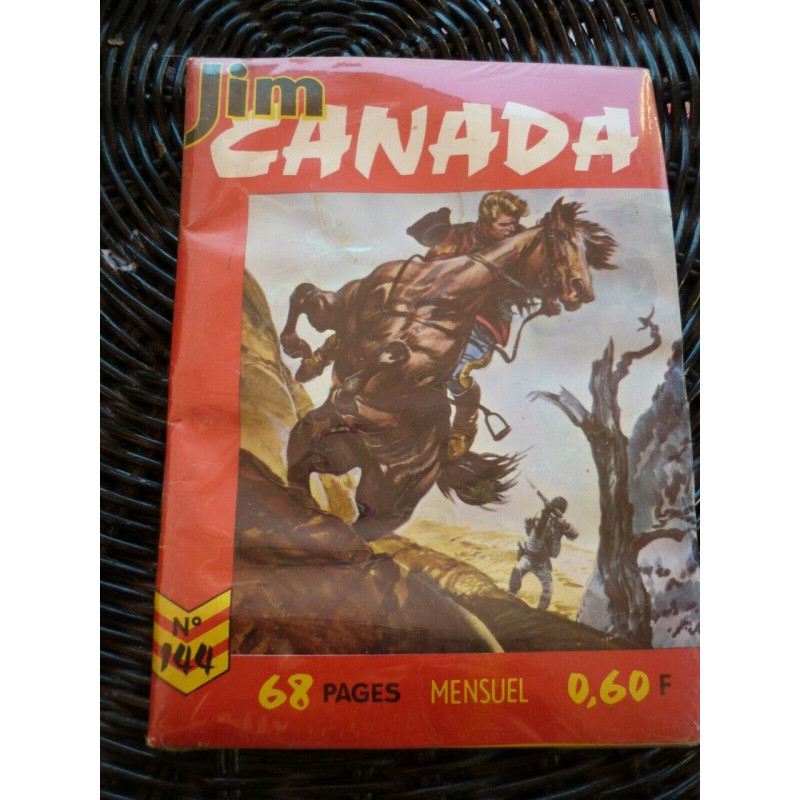 Jim
CANADA
N°
144
68 PAGES MENSUEL 0,60 F